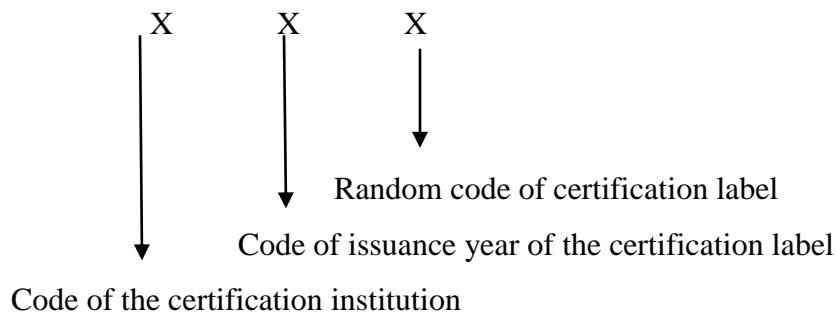 X X X
Random code of certification label
Code of issuance year of the certification label
Code of the certification institution